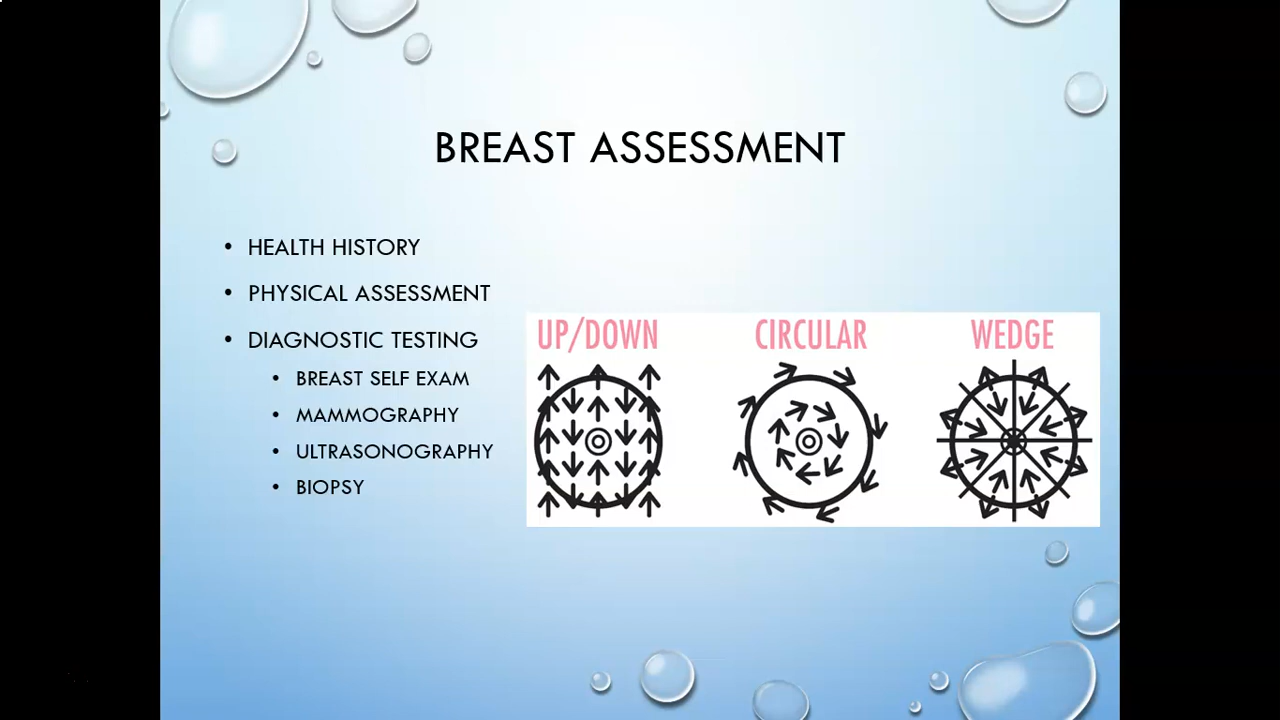 BREAST ASSESSMENT
• HEALTH HISTORY
• PHYSICAL ASSESSMENT
• DIAGNOSTIC TESTING
• BREAST SELF EXAM
• MAMMOGRAPHY
• ULTRASONOGRAPHY
• BIOPSY
UP/DOWN CIRCULAR WEDGE